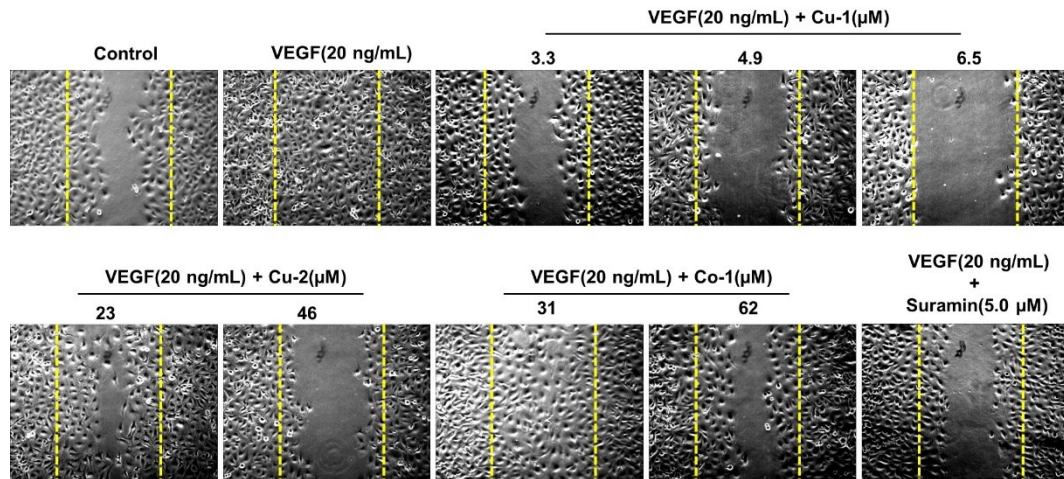 VEGF(20 ng/mL) + Cu-1(μM)
Control
VEGF(20 ng/mL)
3.3
4.9
6.5
VEGF(20 ng/mL) + Cu-2(μM)
23
46
VEGF(20 ng/mL) + Co-1(μM)
31
62
VEGF(20 ng/mL)
+
Suramin(5.0 μM)